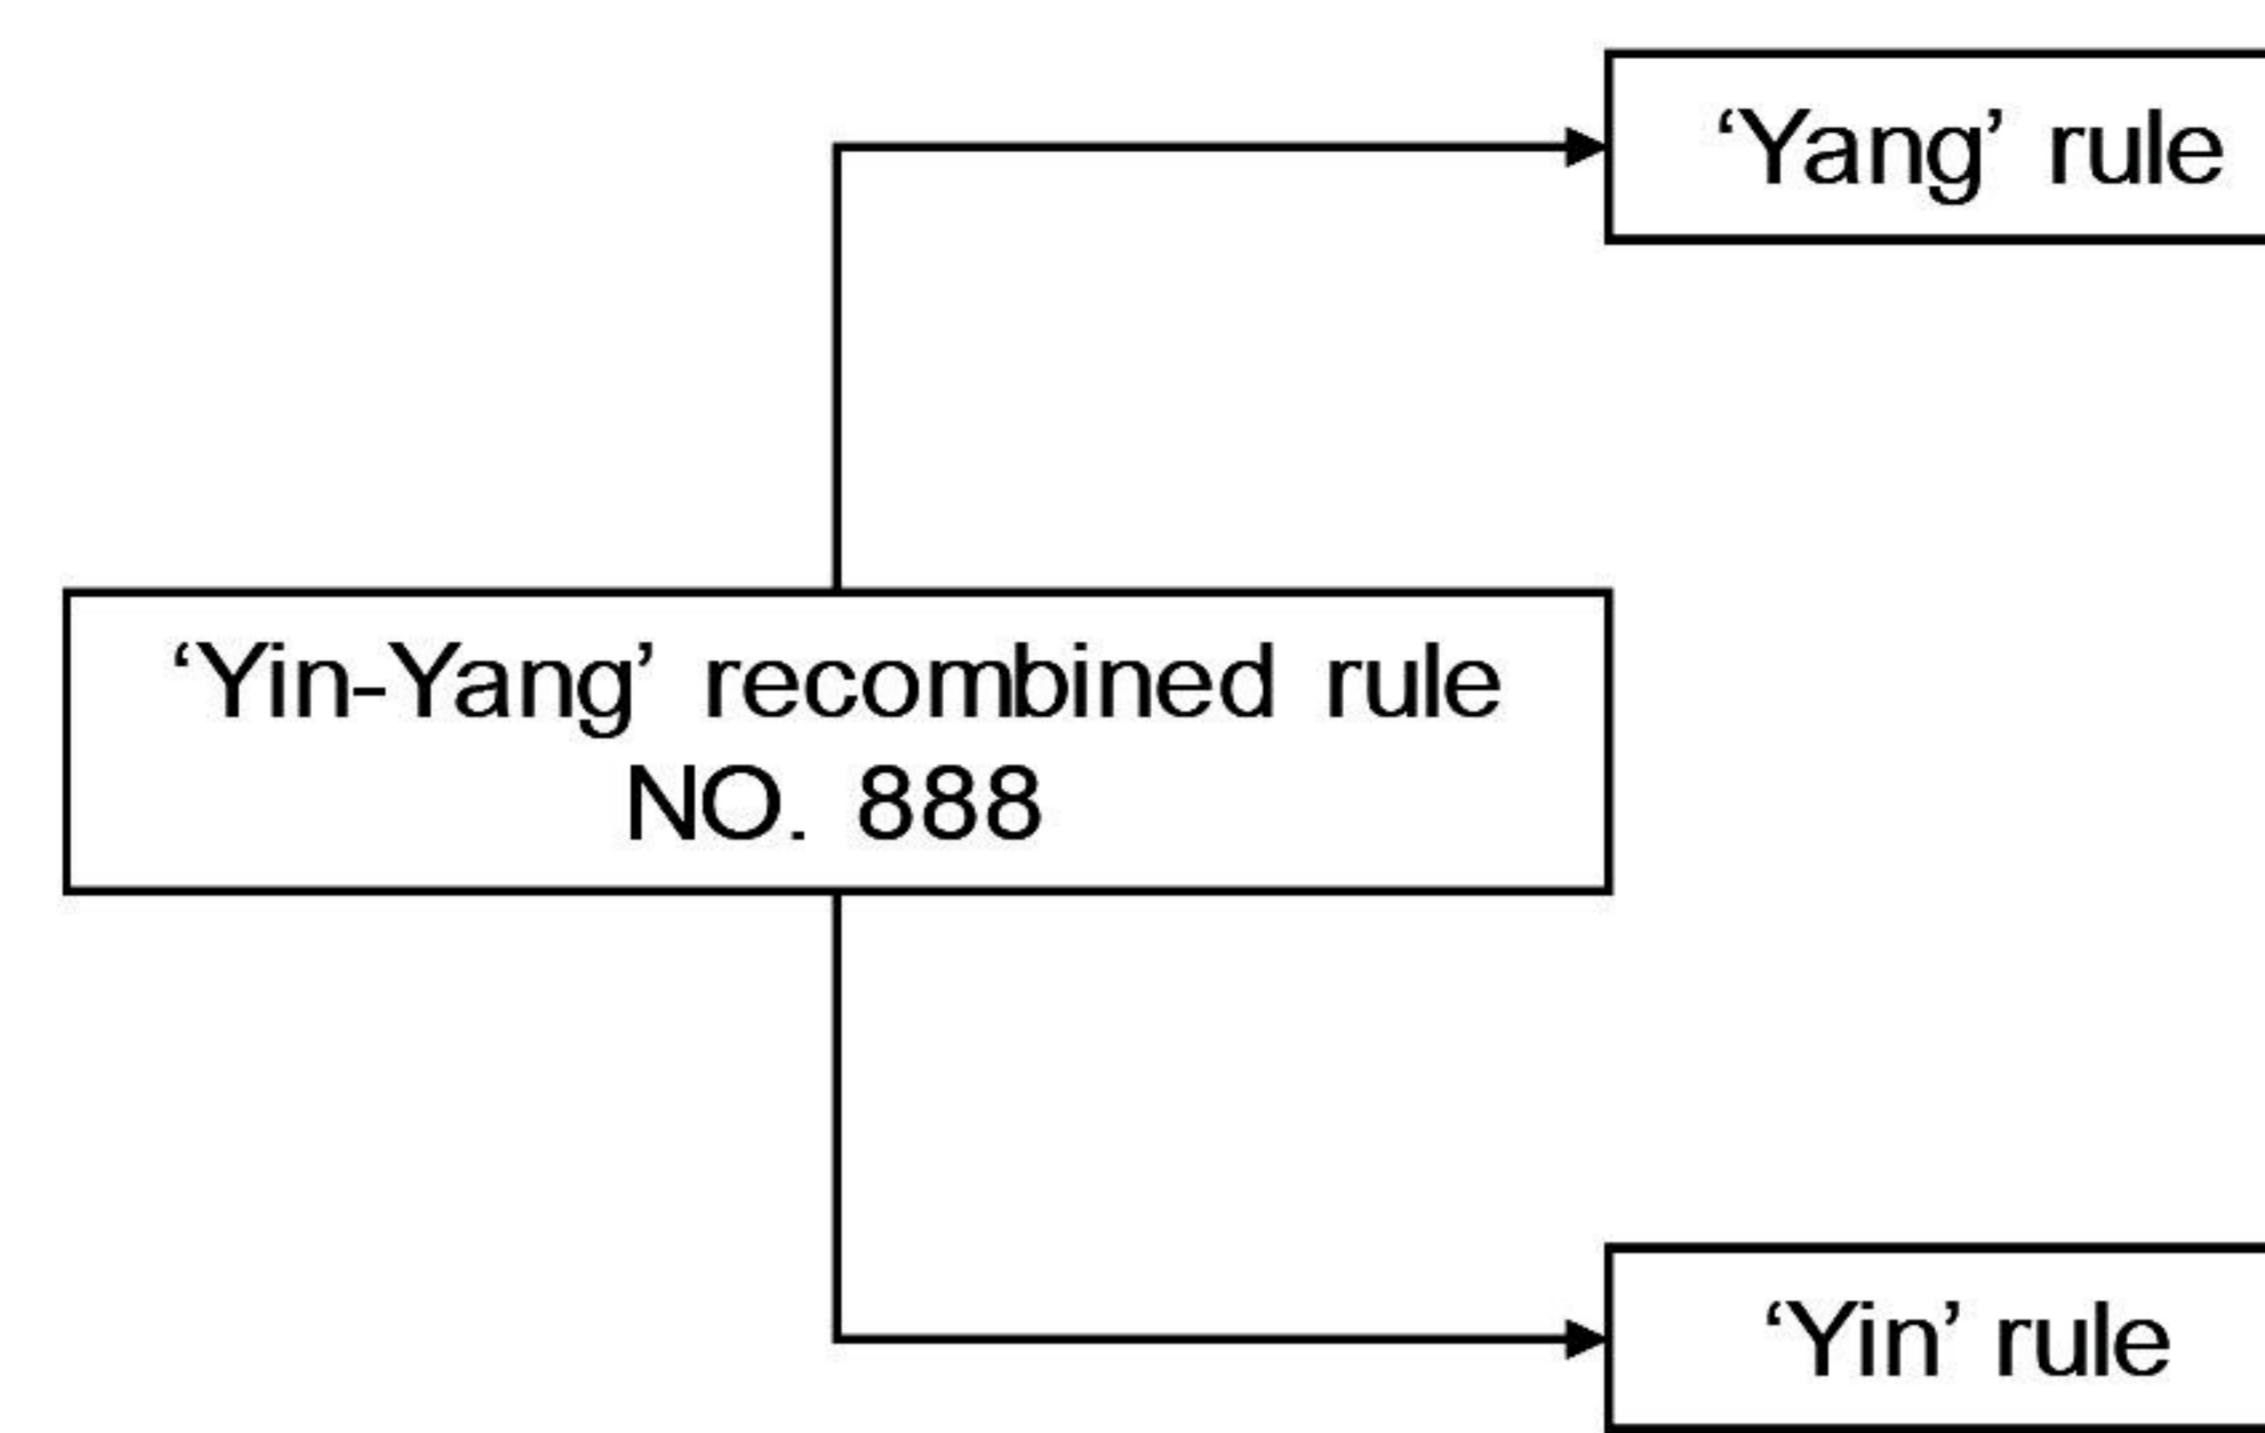 ‘Yang’ rule
‘Yin-Yang’ recombined rule
NO. 888
‘Yin’ rule